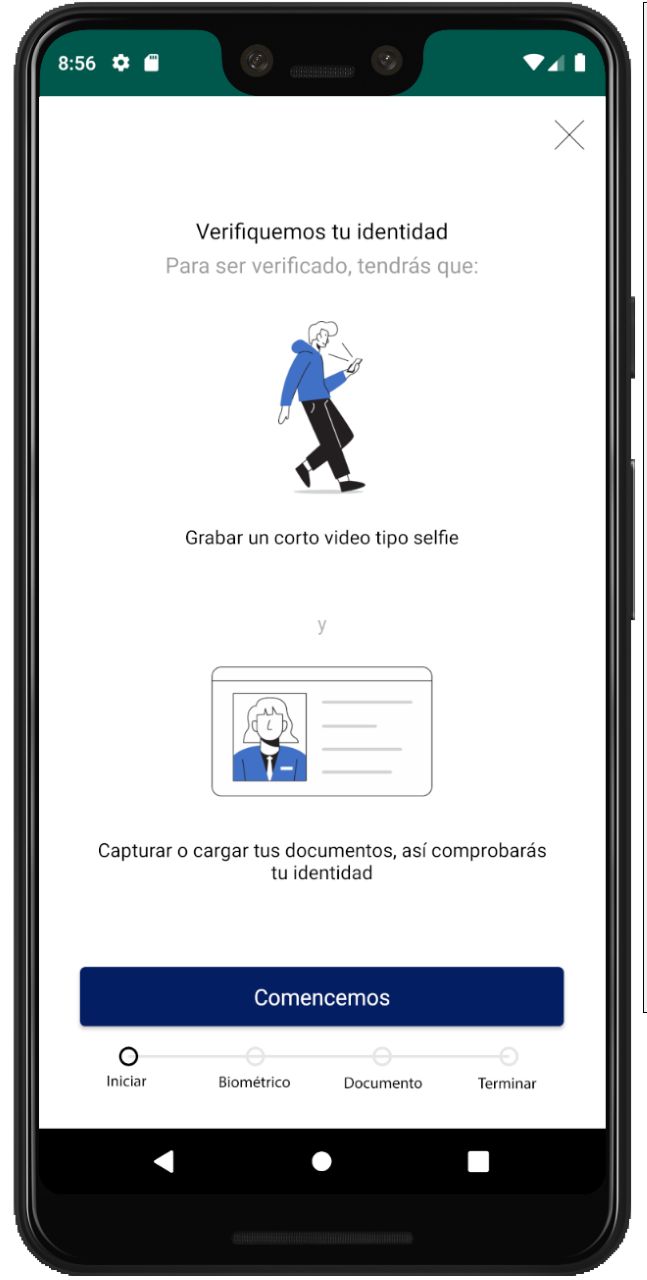 8:56
Verifiquemos tu identidad
Para ser verificado, tendrás que:
Grabar un corto video tipo selfie
y
Capturar o cargar tus documentos, así comprobarás
tu identidad
Comencemos
Iniciar Biométrico Documento Terminar